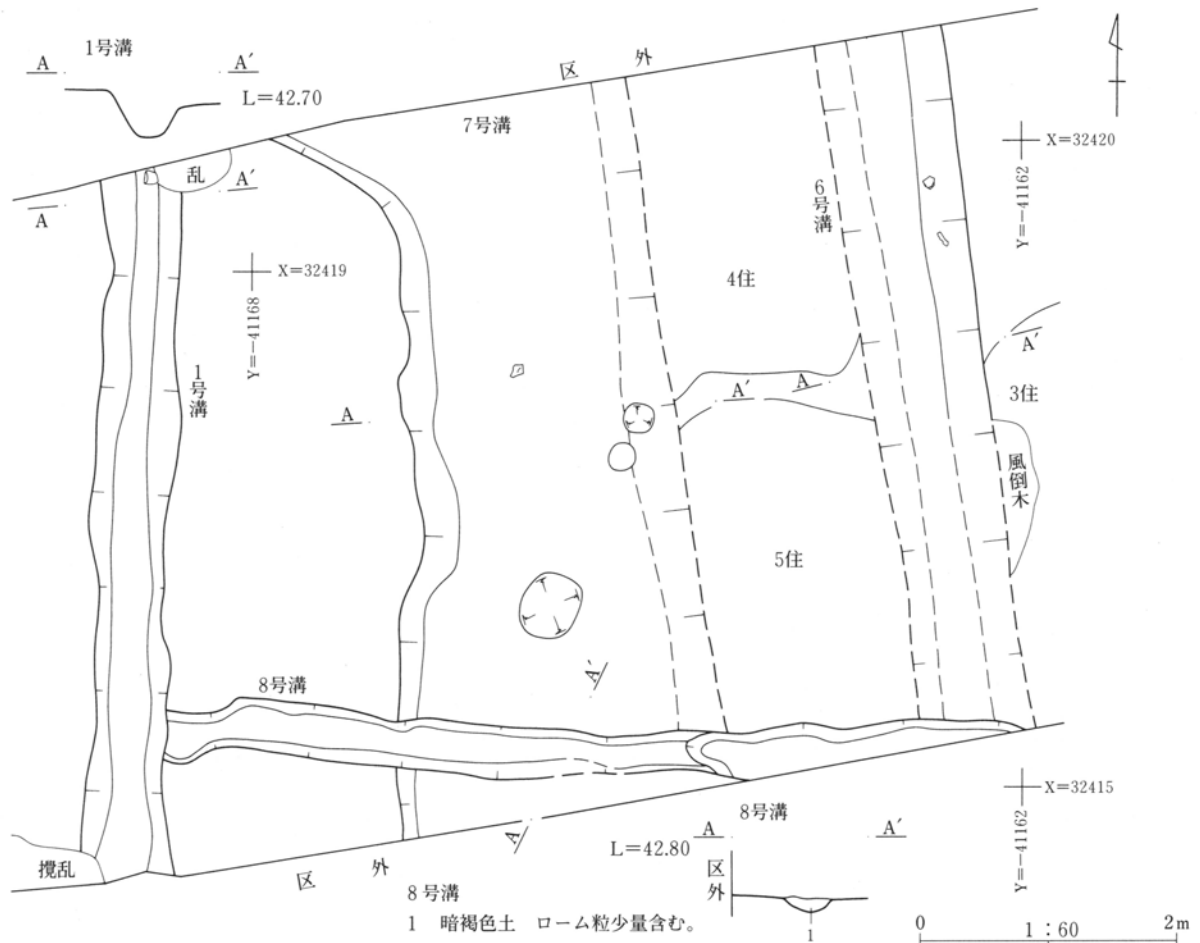 1号溝
A A′
L=42.70
区 外
7号溝
乱
A A′
X=32420
Y=-41162
6号溝
X=32419
Y=-41168
4住
1号溝
A′
A′ A
3住
A
風倒木
5住
A′
8号溝
X=32415
Y=-41162
8号溝
A A′
L=42.80
A
区外
攪乱
区 外
8号溝
1 暗褐色土 ローム粒少量含む。
1
0 1:60 2m